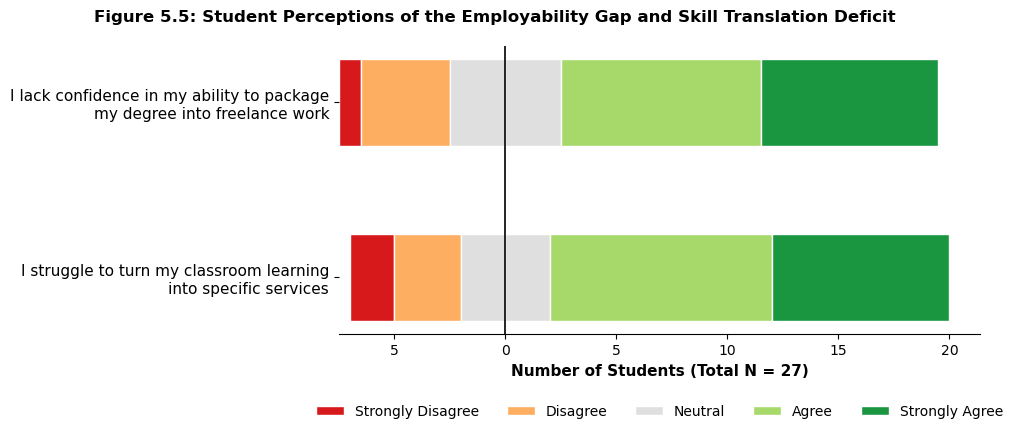 Figure 5.5: Student Perceptions of the Employability Gap and Skill Translation Deficit
I lack confidence in my ability to package
my degree into freelance work
I struggle to turn my classroom learning
into specific services
5 0 5 10 15 20
Number of Students (Total N = 27)
Strongly Disagree Disagree Neutral Agree Strongly Agree